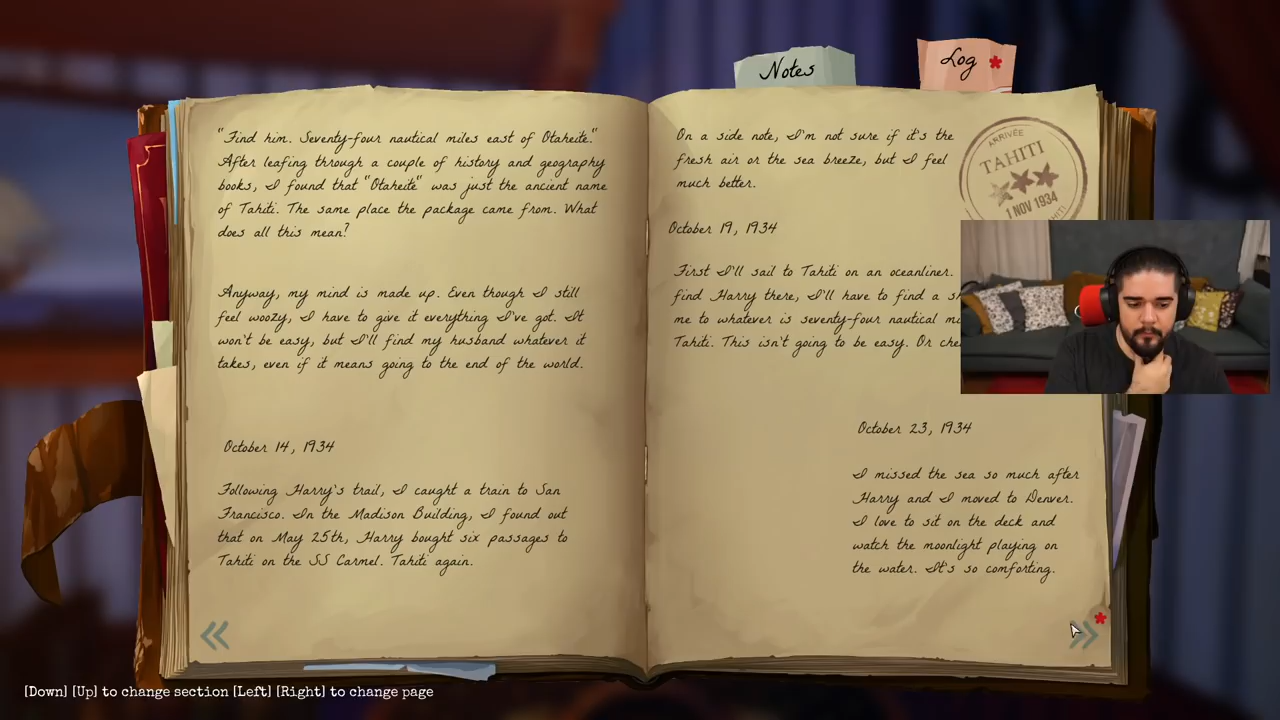 Notes
Log
"Find him. Seventy-four nautical miles east of Otaheite"
After leafing through a couple of history and geography
books, I found that "Otaheite" was just the ancient name
of Tahiti. The same place the package came from. What
does all this mean?
Anyway, my mind is made up. Even though I still
feel woozy, I have to give it everything I've got. It
won't be easy, but I'll find my husband whatever it
takes, even if it means going to the end of the world.
October 14, 1934
Following Harry's trail, I caught a train to San
Francisco. In the Madison Building, I found out
that on May 25th, Harry bought six passages to
Tahiti on the SS Carmel. Tahiti again.
On a side note, I'm not sure if it's the
fresh air or the sea breeze, but I feel
much better.
ARRIVÉE
TAHITI
1 NOV 1934
October 19, 1934
First I'll sail to Tahiti on an oceanliner.
find Harry there, I'll have to find a
me to whatever is seventy-four nautical
Tahiti. This isn't going to be easy. Or
October 23, 1934
I missed the sea so much after
Harry and I moved to Denver.
I love to sit on the deck and
watch the moonlight playing on
the water. It's so comforting.
[Down] [Up] to change section [Left] [Right] to change page